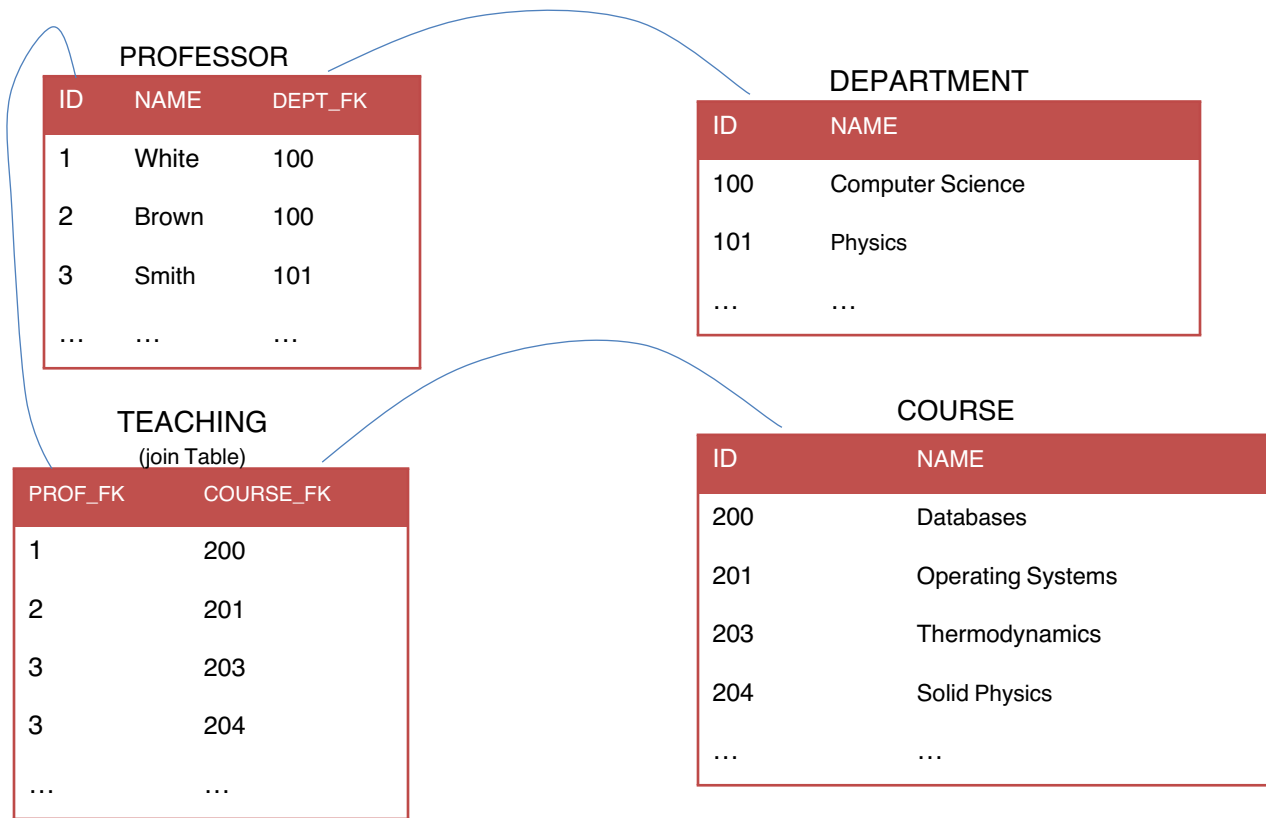 PROFESSOR
ID NAME DEPT_FK
1 White 100
2 Brown 100
3 Smith 101
… … …
DEPARTMENT
ID NAME
100 Computer Science
101 Physics
… …
TEACHING
(join Table)
PROF_FK COURSE_FK
1 200
2 201
3 203
3 204
… …
COURSE
ID NAME
200 Databases
201 Operating Systems
203 Thermodynamics
204 Solid Physics
… …